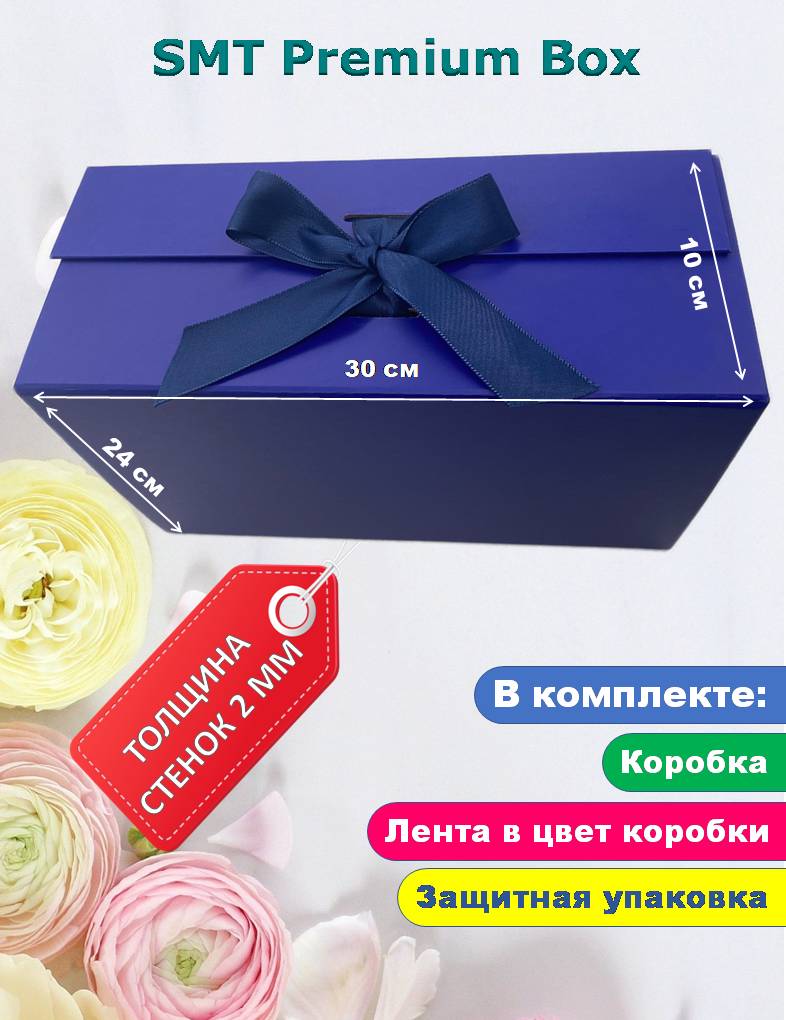 SMT Premium Box
10 см
30 см
24 см
ТОЛЩИНА
СТЕНОК 2 ММ
В комплекте:
Коробка
Лента в цвет коробки
Защитная упаковка